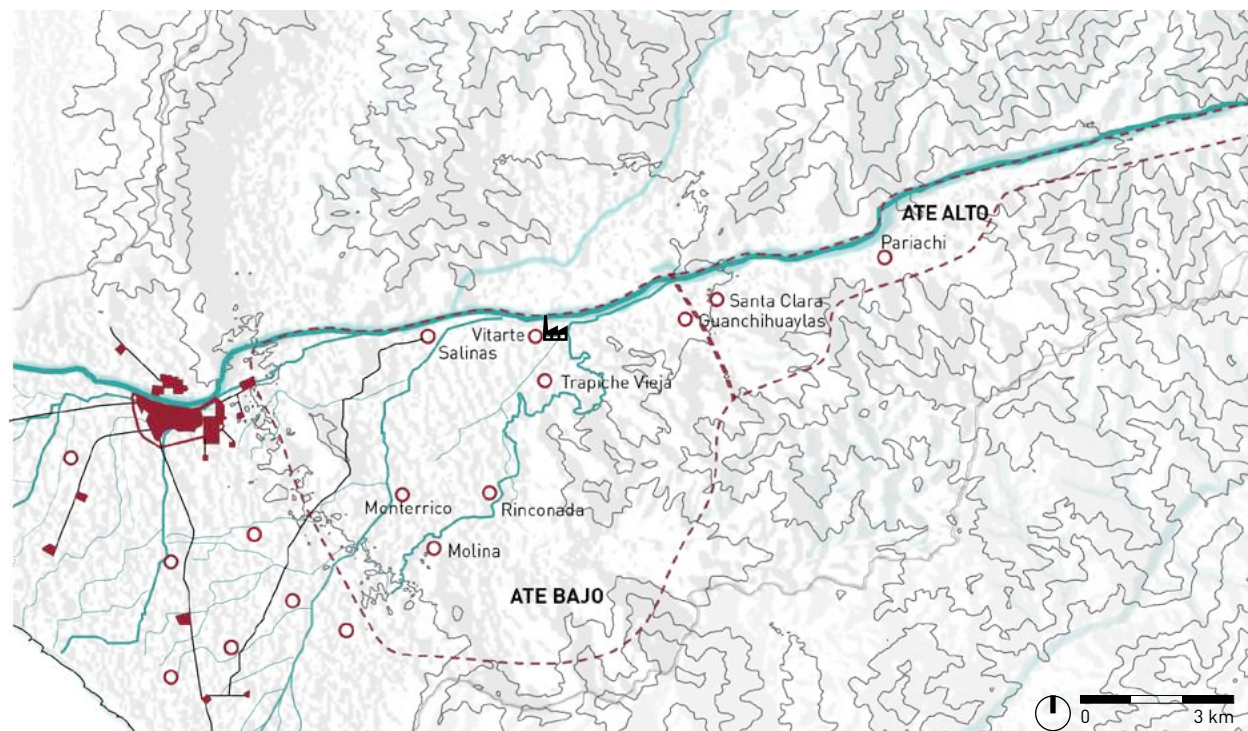 ATE ALTO
Pariachi
Santa Clara
Guanchihuaylas
Vitarte
Salinas
Trapiche Vieja
Monterrico
Rinconada
Molina
ATE BAJO
0
3 km